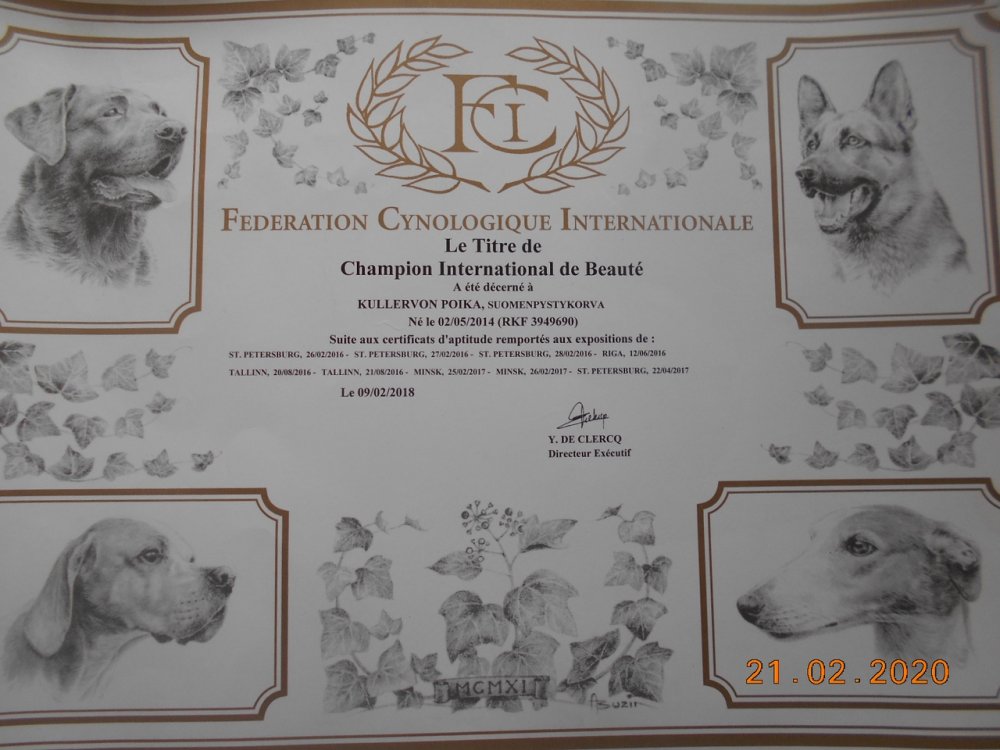 FCI
FEDERATION CYNOLOGIQUE INTERNATIONALE
Le Titre de
Champion International de Beauté
A été décerné à
KULLERVON POIKA, SUOMENPYSTYKORVA
Né le 02/05/2014 (RKF 3949690)
Suite aux certificats d'aptitude remportés aux expositions de :
ST. PETERSBURG, 26/02/2016 - ST. PETERSBURG, 27/02/2016 - ST. PETERSBURG, 28/02/2016 - RIGA, 12/06/2016
TALLINN, 20/08/2016 - TALLINN, 21/08/2016 - MINSK, 25/02/2017 - MINSK, 26/02/2017 - ST. PETERSBURG, 22/04/2017
Le 09/02/2018
Y. DE CLERCQ
Directeur Exécutif
MCMXI
21.02.2020